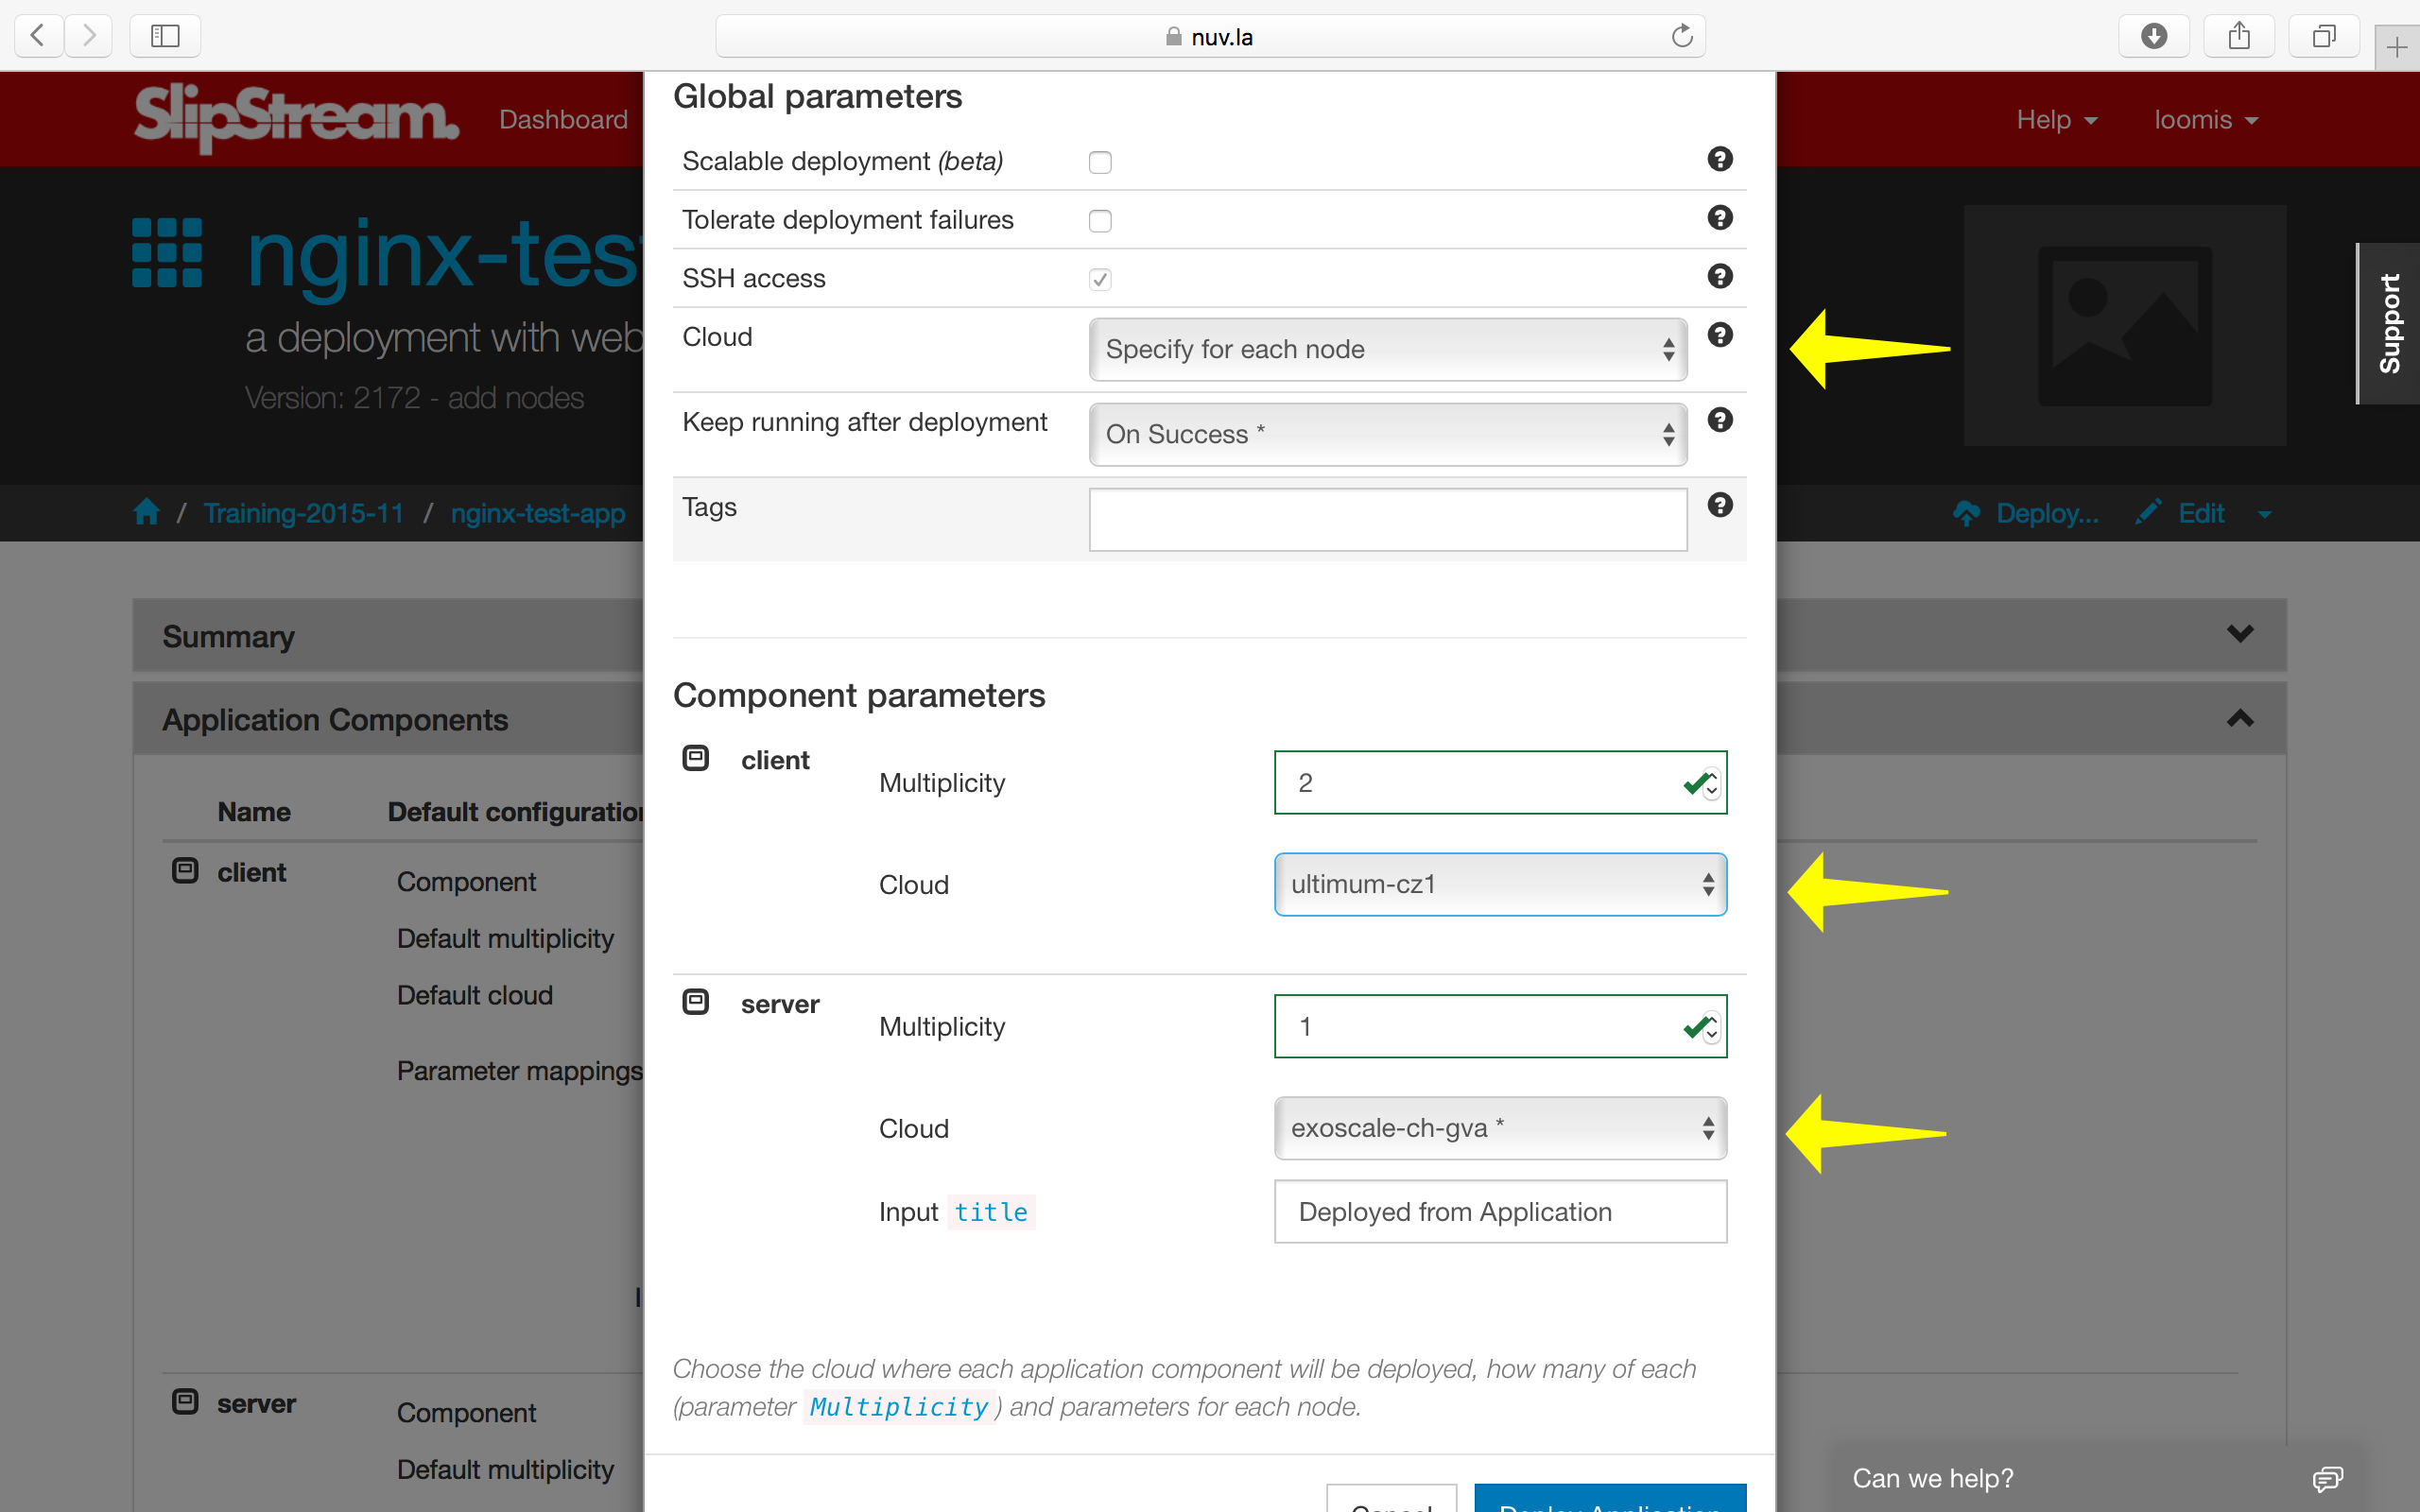 nuv.la
SlipStream.
Dashboard
Help
loomis
nginx-test
a deployment with web
Version: 2172 - add nodes
Support
/ Training-2015-11 / nginx-test-app
Deploy...
Edit
Summary
Application Components
Name
Default configuration
client
Component
Default multiplicity
Default cloud
Parameter mappings
server
Component
Default multiplicity
Global parameters
Scalable deployment (beta)
Tolerate deployment failures
SSH access
Cloud
Specify for each node
Keep running after deployment
On Success *
Tags
Component parameters
client
Multiplicity
2
Cloud
ultimum-cz1
server
Multiplicity
1
Cloud
exoscale-ch-gva *
Input title
Deployed from Application
Choose the cloud where each application component will be deployed, how many of each
(parameter Multiplicity) and parameters for each node.
Cancel
Deploy Application
Can we help?